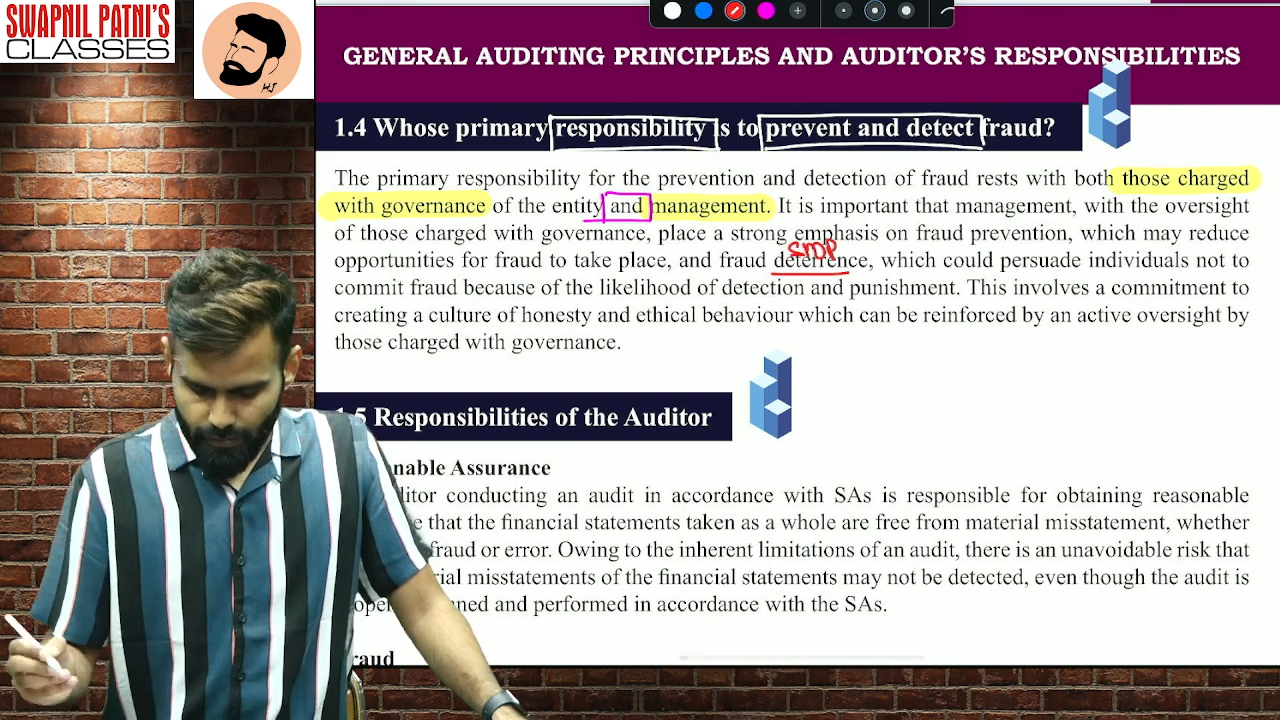 SWAPNIL PATNI'S
CLASSES
GENERAL AUDITING PRINCIPLES AND AUDITOR'S RESPONSIBILITIES
1.4 Whose primary responsibility is to prevent and detect fraud?
The primary responsibility for the prevention and detection of fraud rests with both those charged
with governance of the entity and management. It is important that management, with the oversight
of those charged with governance, place a strong emphasis on fraud prevention, which may reduce
STOP
opportunities for fraud to take place, and fraud deterrence, which could persuade individuals not to
commit fraud because of the likelihood of detection and punishment. This involves a commitment to
creating a culture of honesty and ethical behaviour which can be reinforced by an active oversight by
those charged with governance.
1.5 Responsibilities of the Auditor
Assurance
conducting an audit in accordance with SAs is responsible for obtaining reasonable
that the financial statements taken as a whole are free from material misstatement, whether
fraud or error. Owing to the inherent limitations of an audit, there is an unavoidable risk that
misstatements of the financial statements may not be detected, even though the audit is
and performed in accordance with the SAs.